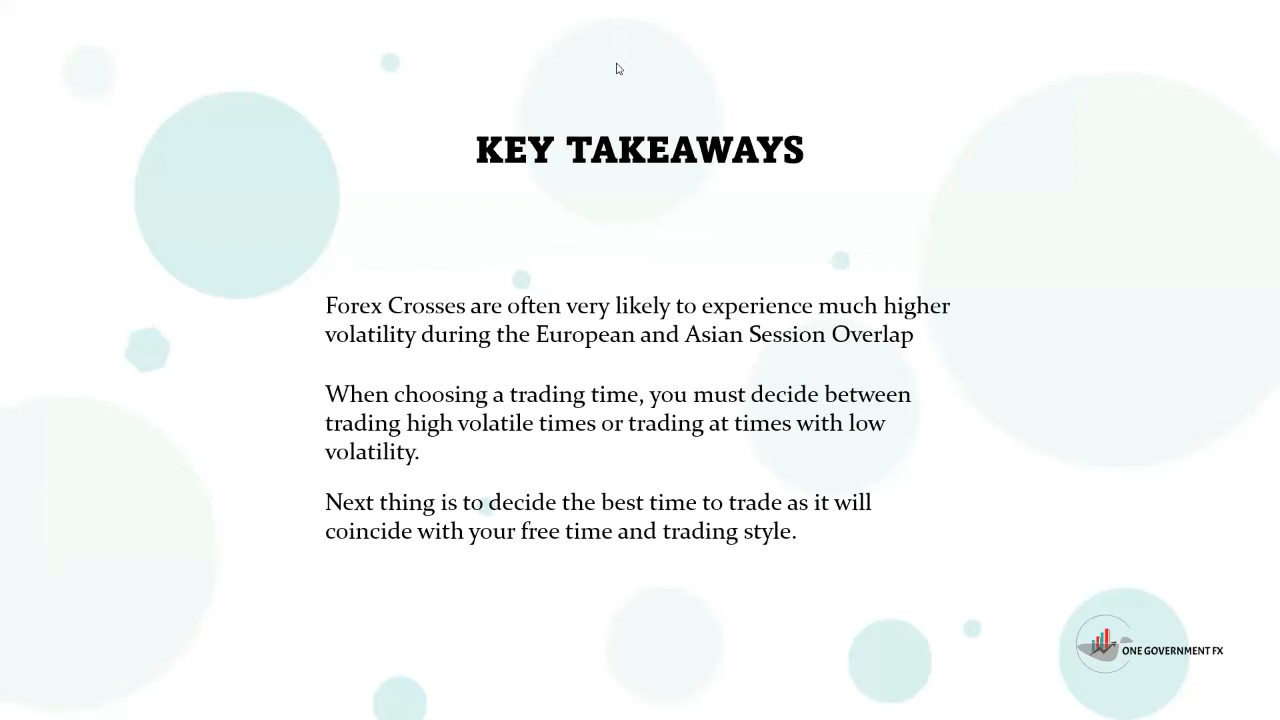 KEY TAKEAWAYS
Forex Crosses are often very likely to experience much higher
volatility during the European and Asian Session Overlap
When choosing a trading time, you must decide between
trading high volatile times or trading at times with low
volatility.
Next thing is to decide the best time to trade as it will
coincide with your free time and trading style.
ONE GOVERNMENT FX